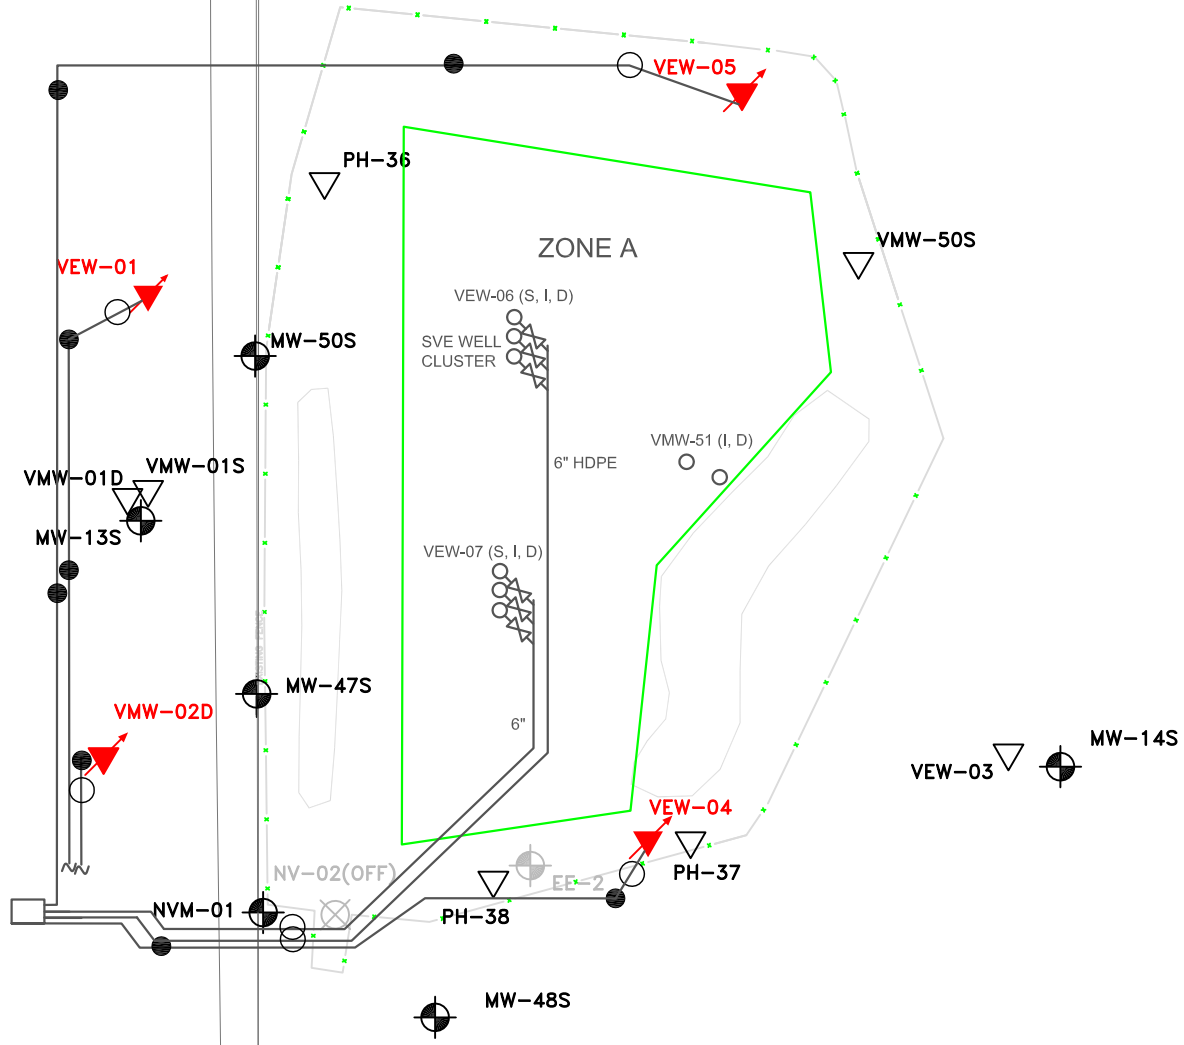 VEW-05
PH-36
ZONE A
VMW-50S
VEW-01
VEW-06 (S, I, D)
MW-50S
SVE WELL
CLUSTER
VMW-51 (I, D)
6" HDPE
VMW-01S
VMW-01D
MW-13S
VEW-07 (S, I, D)
MW-47S
VMW-02D
6"
MW-14S
VEW-03
VEW-04
NV-02(OFF)
EE-2
PH-37
NVM-01
PH-38
MW-48S